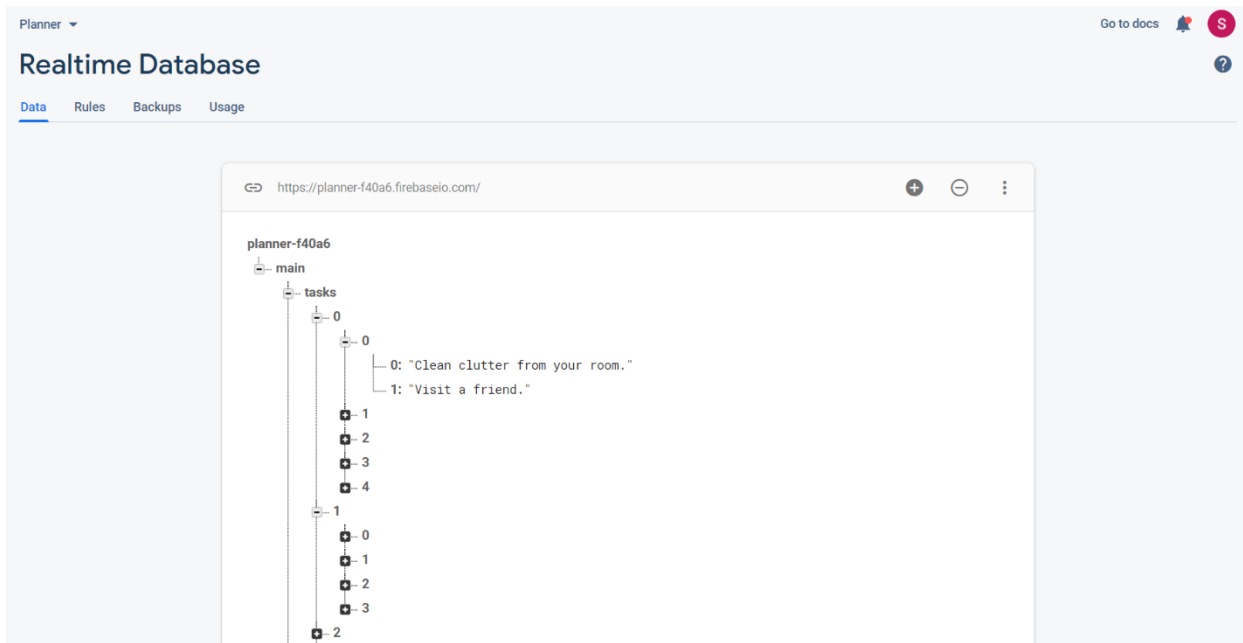 Planner
Go to docs
S
Realtime Database
?
Data Rules Backups Usage
https://planner-f40a6.firebaseio.com/
planner-f40a6
main
tasks
0
0
0: "Clean clutter from your room."
1: "Visit a friend."
1
2
3
4
1
0
1
2
3
2